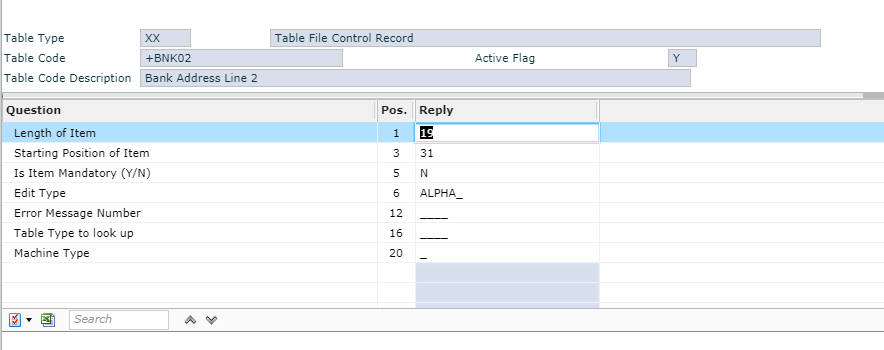 Table Type XX Table File Control Record
Table Code +BNK02 Active Flag Y
Table Code Description Bank Address Line 2
Question Pos. Reply
Length of Item 1 19
Starting Position of Item 3 31
Is Item Mandatory (Y/N) 5 N
Edit Type 6 ALPHA_
Error Message Number 12 ____
Table Type to look up 16 ____
Machine Type 20 _
Search